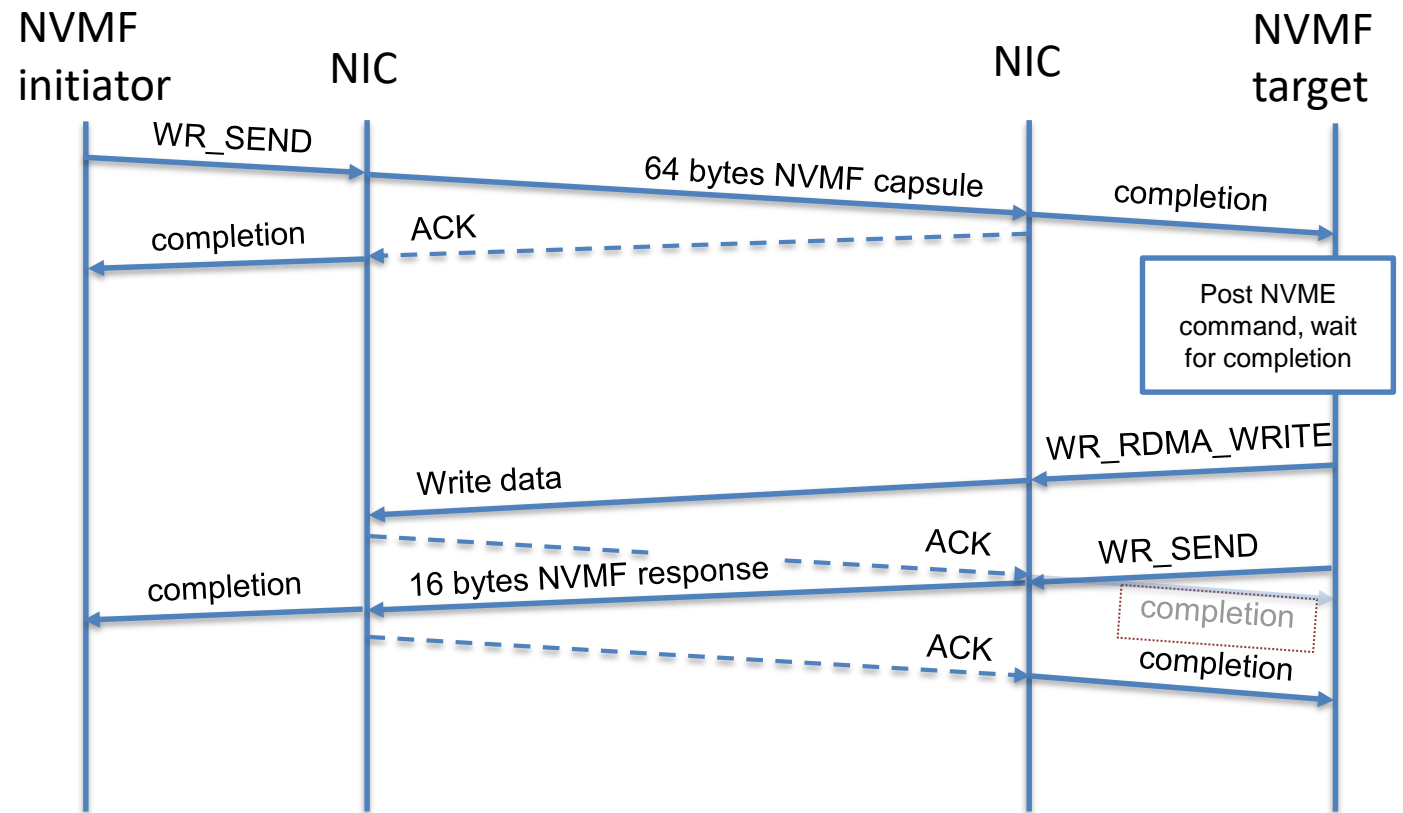 NVMF
initiator
NIC
NIC
NVMF
target
WR_SEND
64 bytes NVMF capsule
completion
completion
ACK
Post NVME
command, wait
for completion
WR_RDMA_WRITE
Write data
ACK
WR_SEND
completion
16 bytes NVMF response
completion
ACK
completion